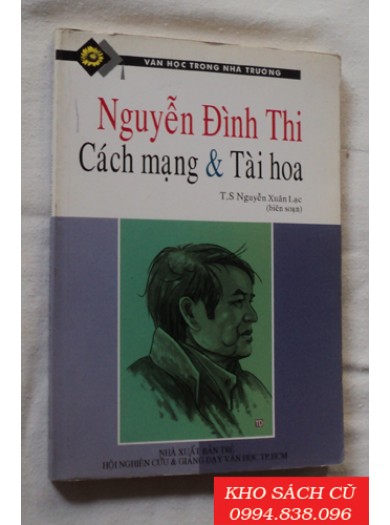 VĂN HỌC TRONG NHÀ TRƯỜNG
Nguyễn Đình Thi
Cách mạng & Tài hoa
T.S Nguyễn Xuân Lạc
(biên soạn)
TD
NHÀ XUẤT BẢN TRẺ
HỘI NGHIÊN CỨU & GIẢNG DẠY VĂN HỌC TP.HCM
KHO SÁCH CŨ
0994.838.096